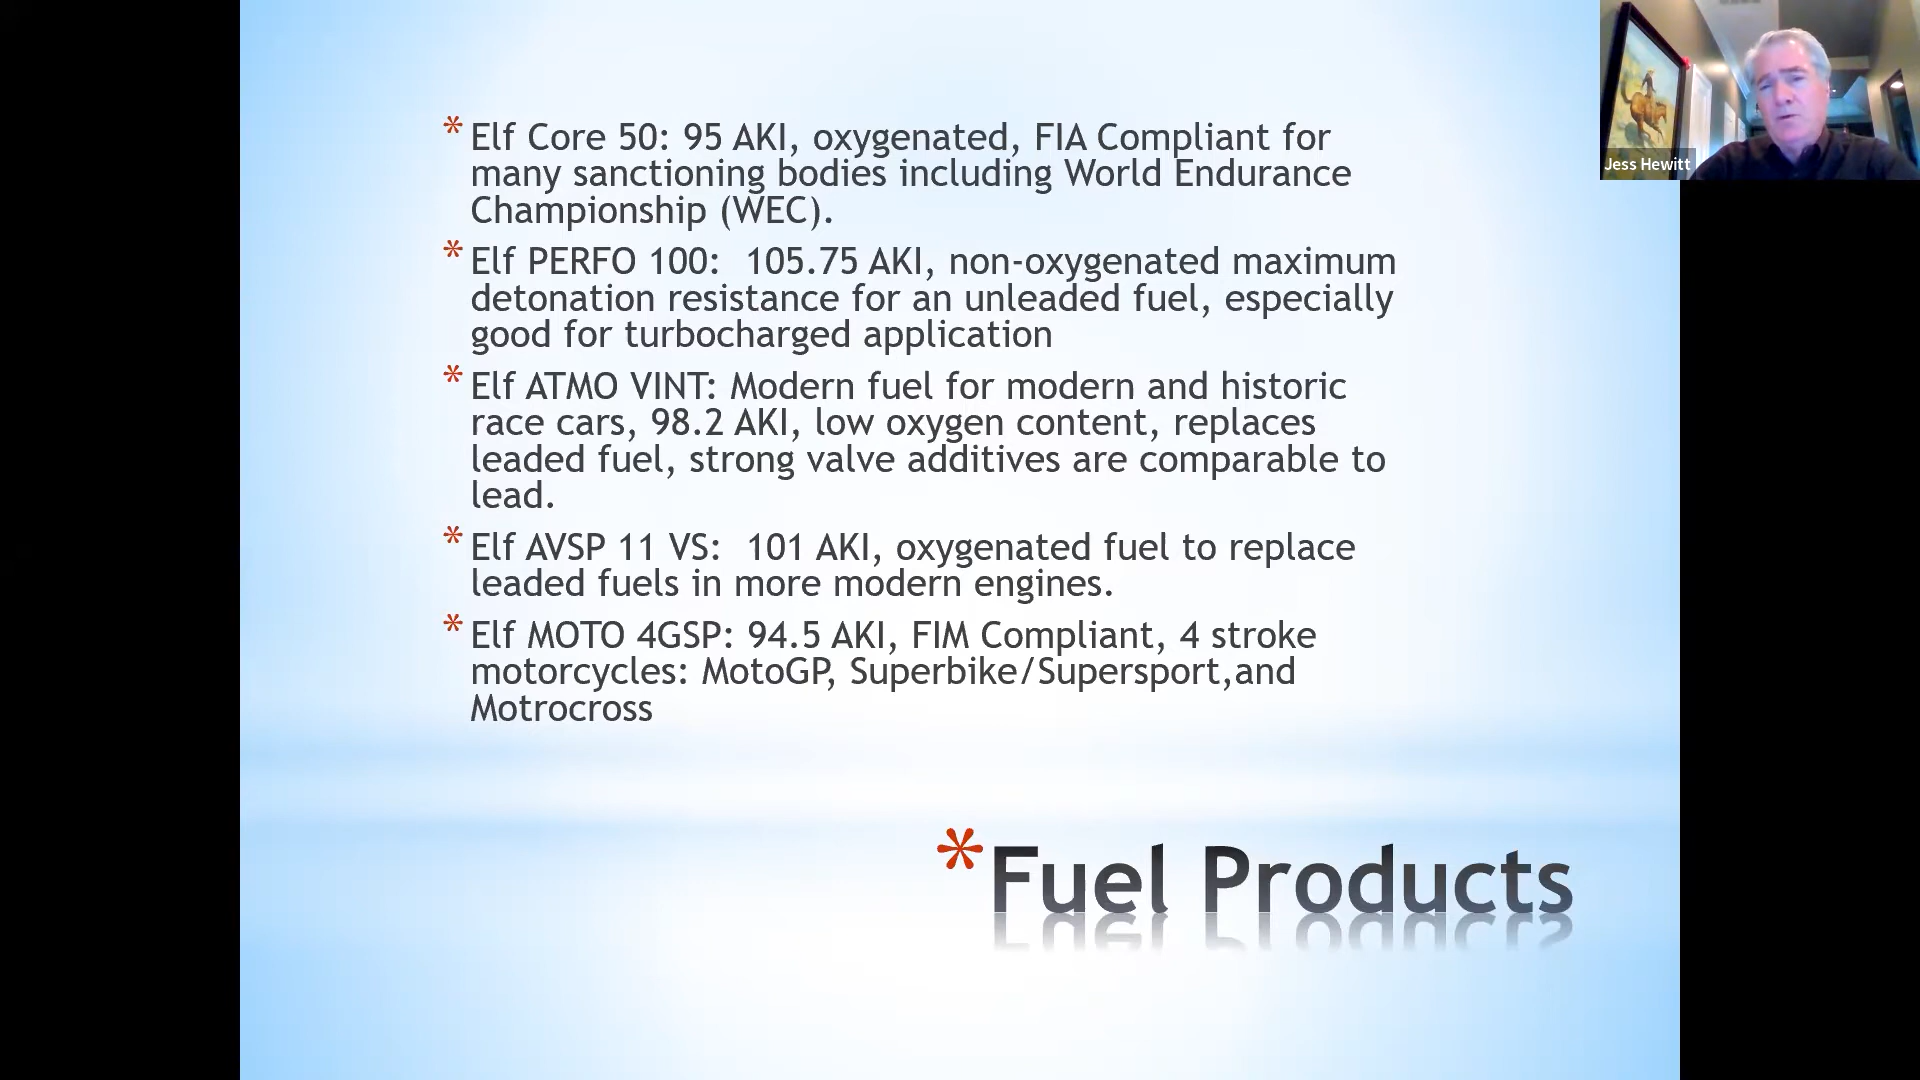 * Elf Core 50: 95 AKI, oxygenated, FIA Compliant for
many sanctioning bodies including World Endurance
Championship (WEC).
* Elf PERFO 100:  105.75 AKI, non-oxygenated maximum
detonation resistance for an unleaded fuel, especially
good for turbocharged application
* Elf ATMO VINT: Modern fuel for modern and historic
race cars, 98.2 AKI, low oxygen content, replaces
leaded fuel, strong valve additives are comparable to
lead.
* Elf AVSP 11 VS:  101 AKI, oxygenated fuel to replace
leaded fuels in more modern engines.
* Elf MOTO 4GSP: 94.5 AKI, FIM Compliant, 4 stroke
motorcycles: MotoGP, Superbike/Supersport,and
Motrocross
* Fuel Products
Jess Hewitt